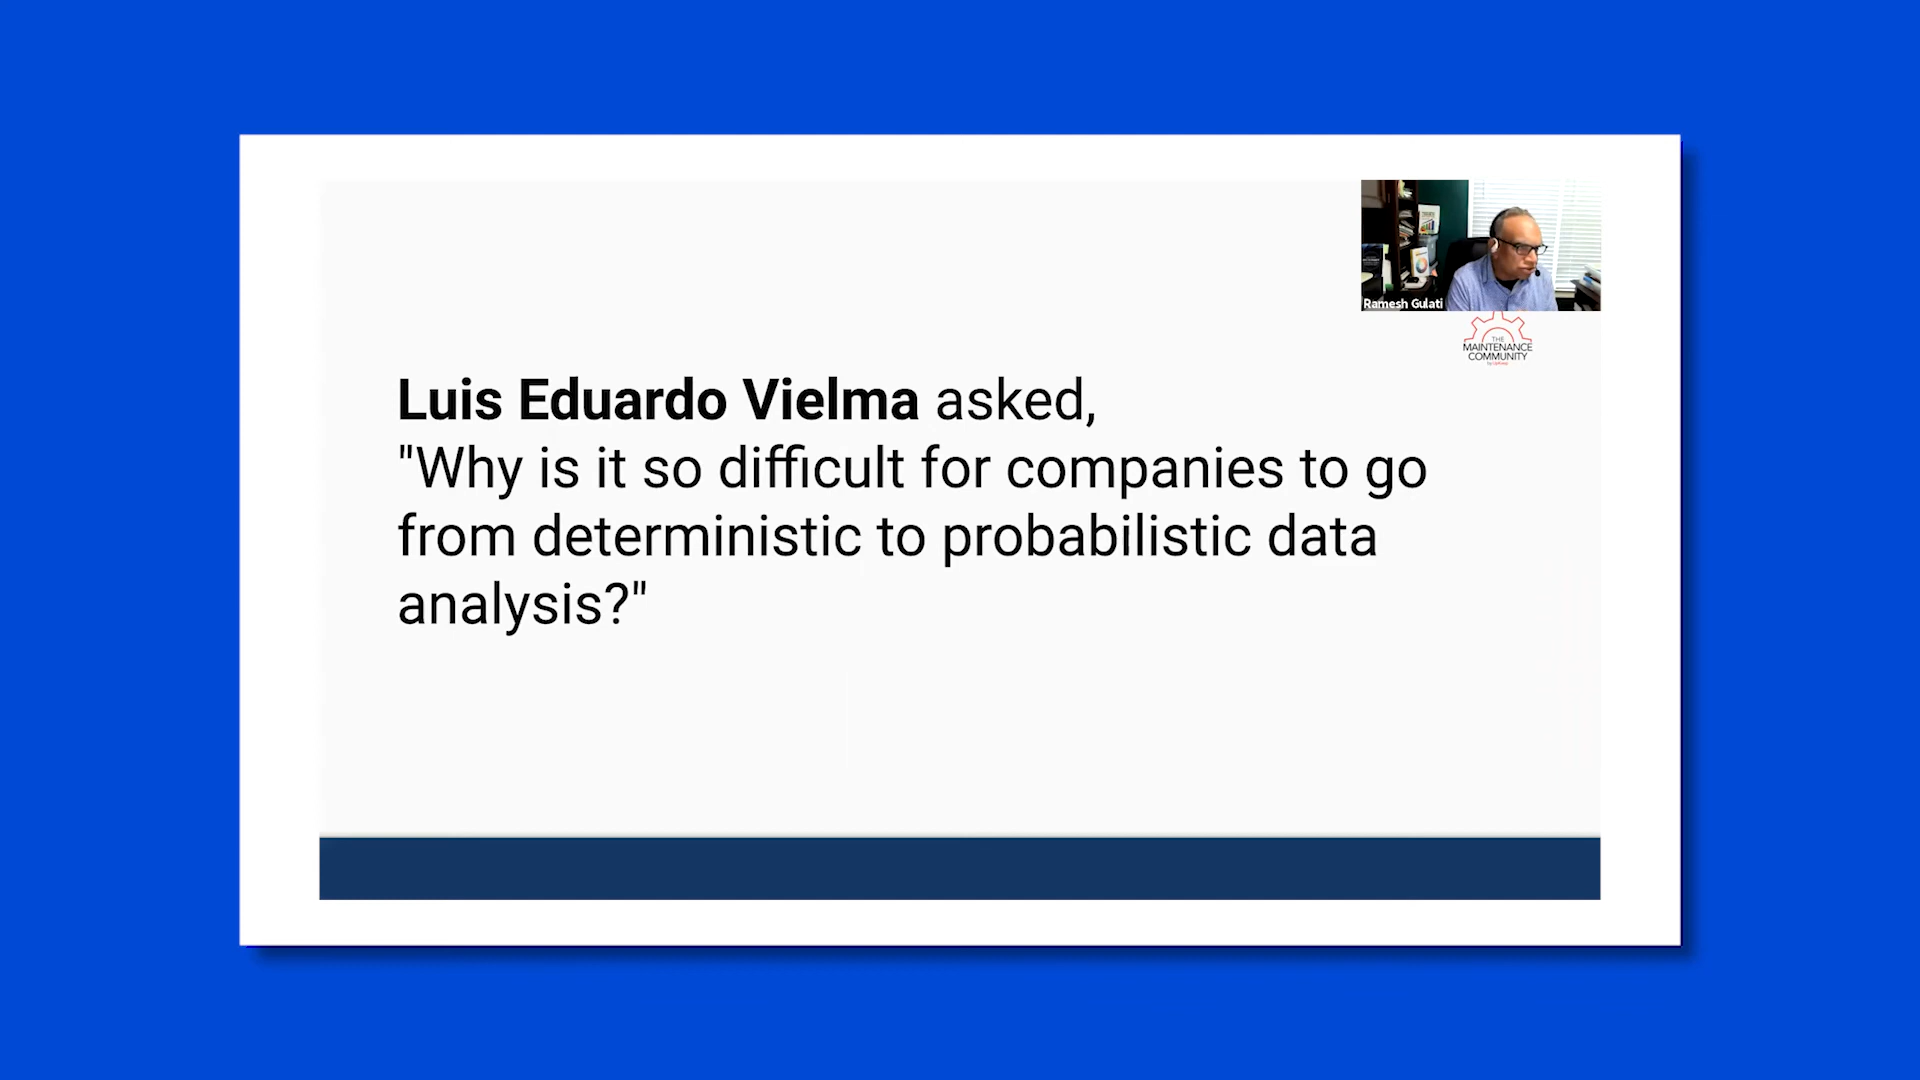 Ramesh Gulati
THE
MAINTENANCE
COMMUNITY
Luis Eduardo Vielma asked,
"Why is it so difficult for companies to go
from deterministic to probabilistic data
analysis?"